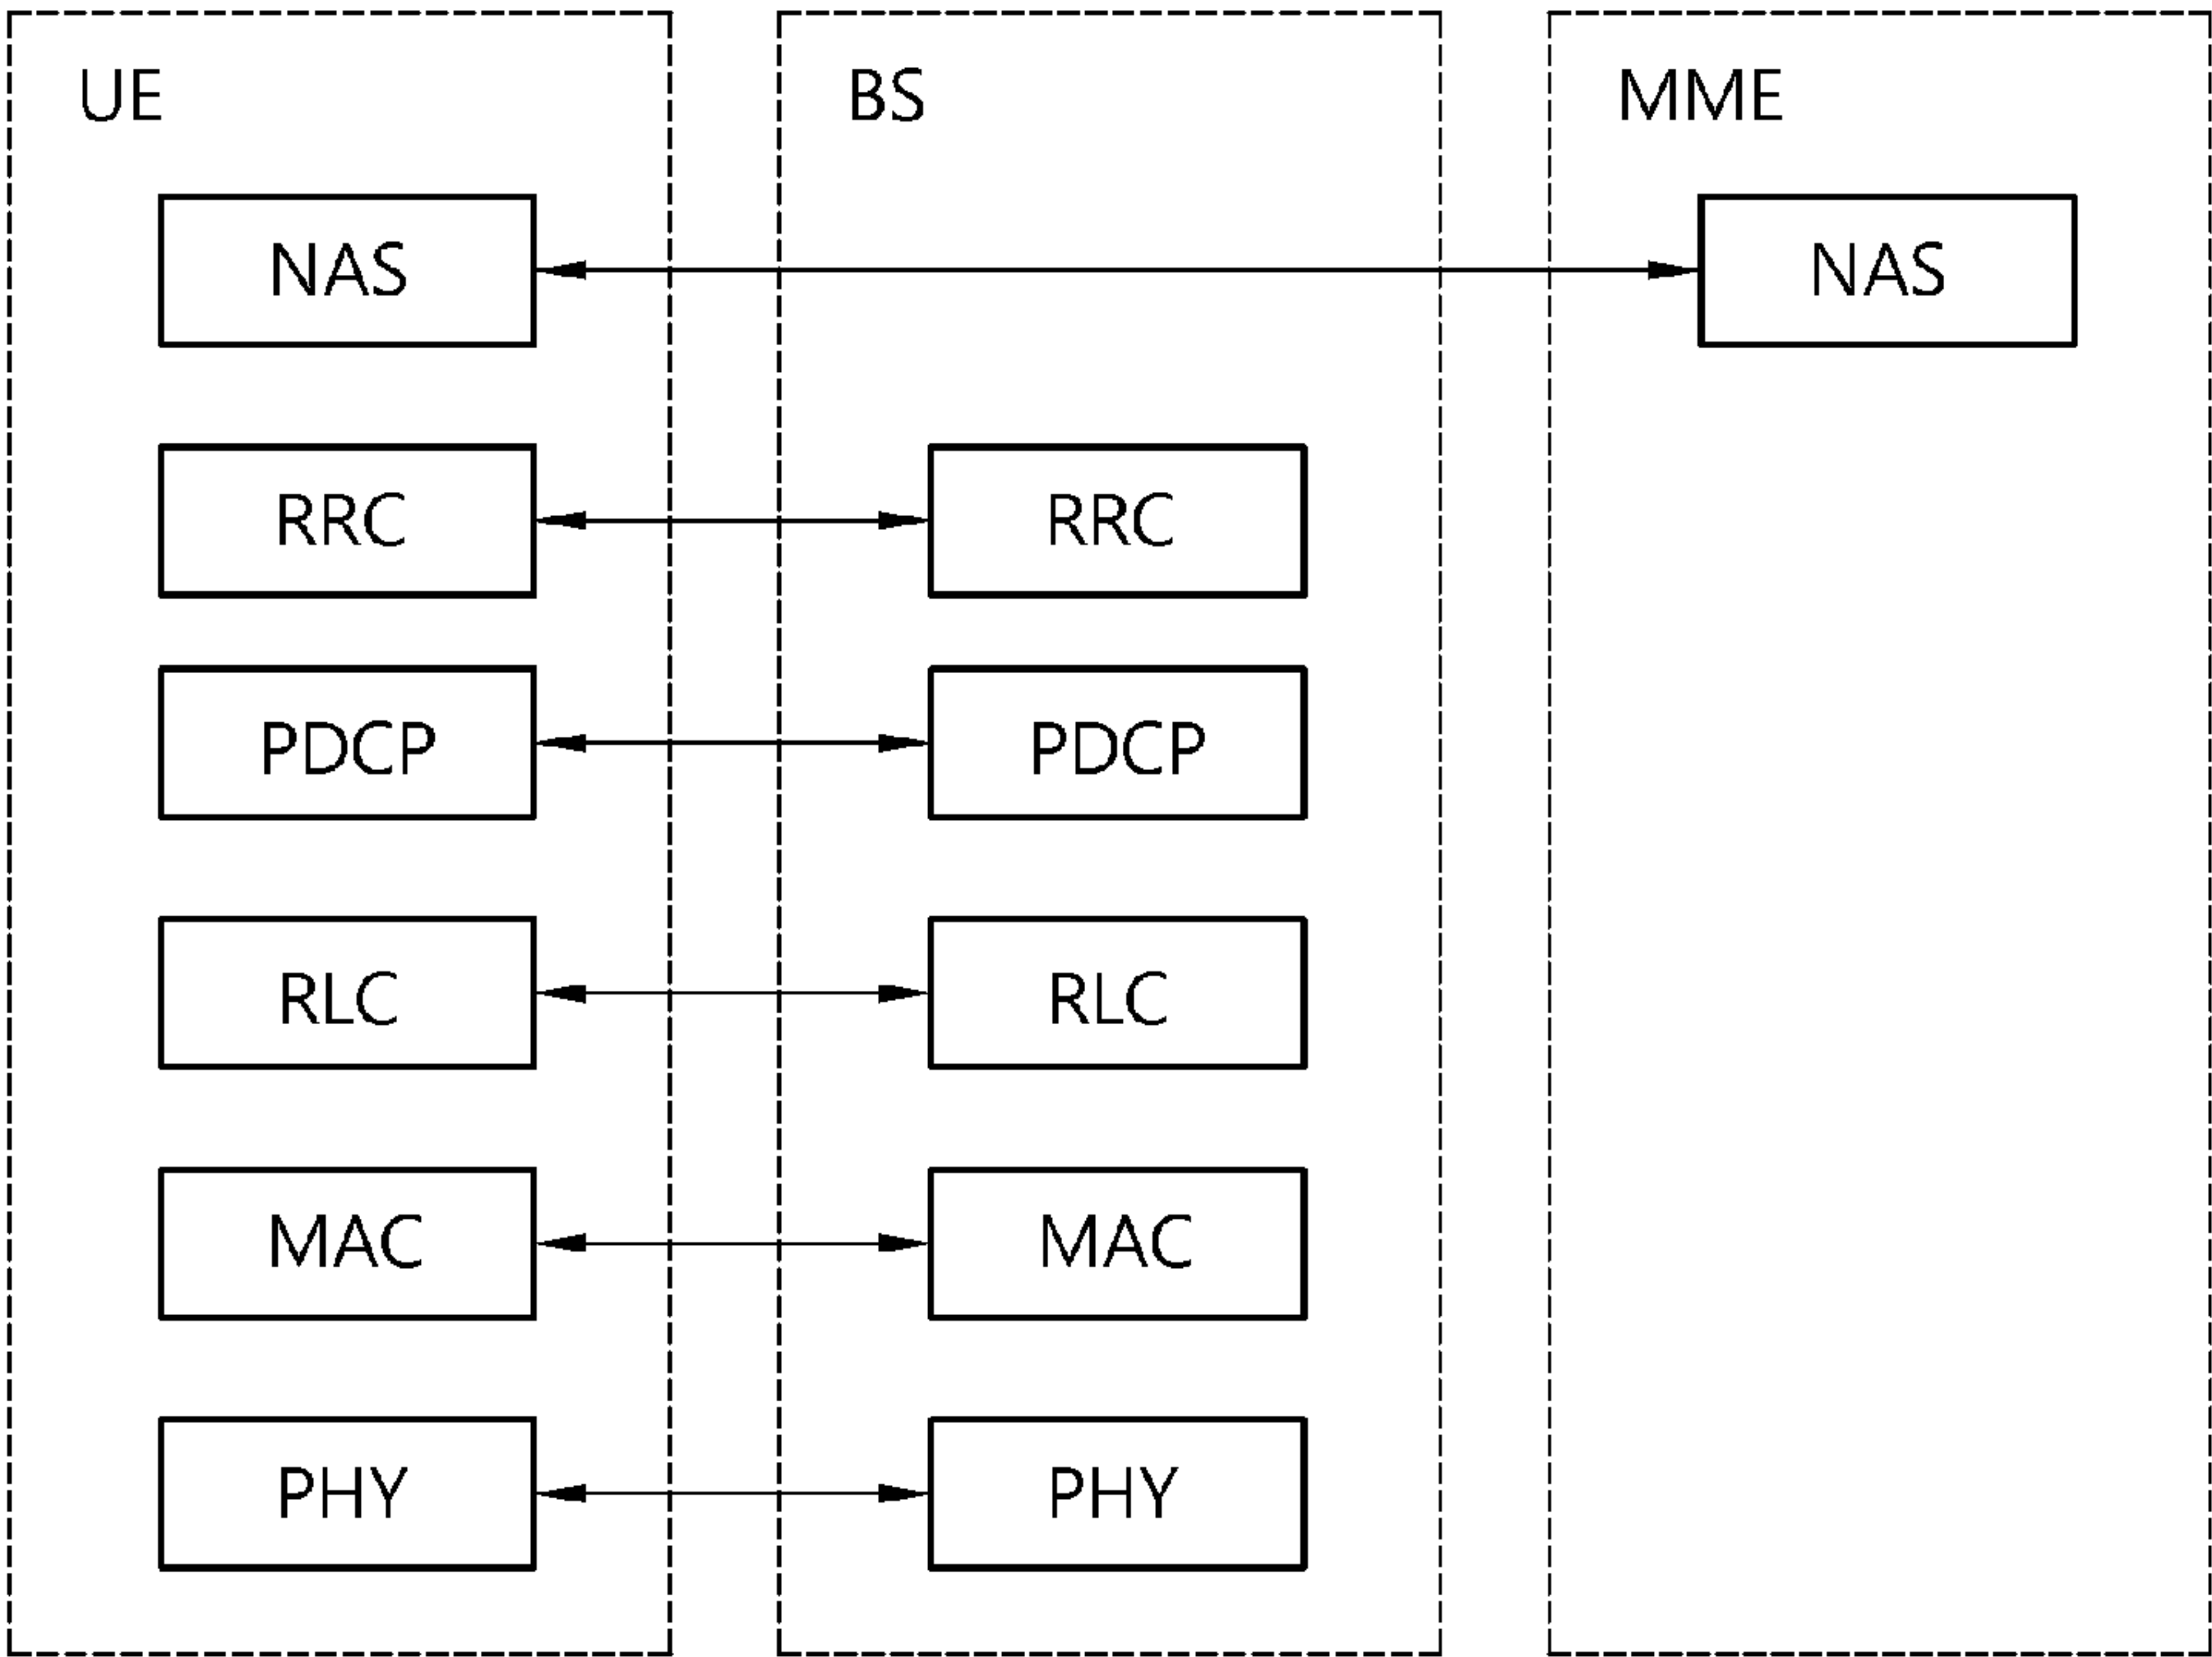 UE
BS
MME
NAS
NAS
RRC
RRC
PDCP
PDCP
RLC
RLC
MAC
MAC
PHY
PHY